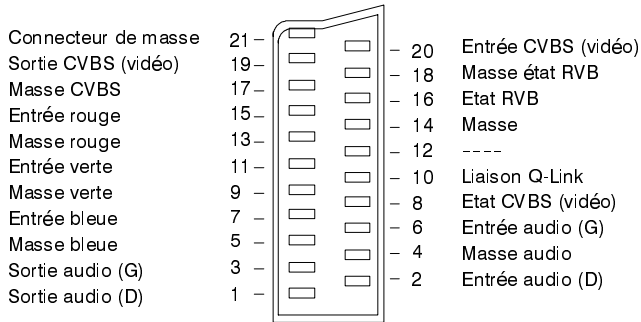 Connecteur de masse 21
Sortie CVBS (vidéo) 19
Masse CVBS 17
Entrée rouge 15
Masse rouge 13
Entrée verte 11
Masse verte 9
Entrée bleue 7
Masse bleue 5
Sortie audio (G) 3
Sortie audio (D) 1
20 Entrée CVBS (vidéo)
18 Masse état RVB
16 Etat RVB
14 Masse
12 ----
10 Liaison Q-Link
8 Etat CVBS (vidéo)
6 Entrée audio (G)
4 Masse audio
2 Entrée audio (D)